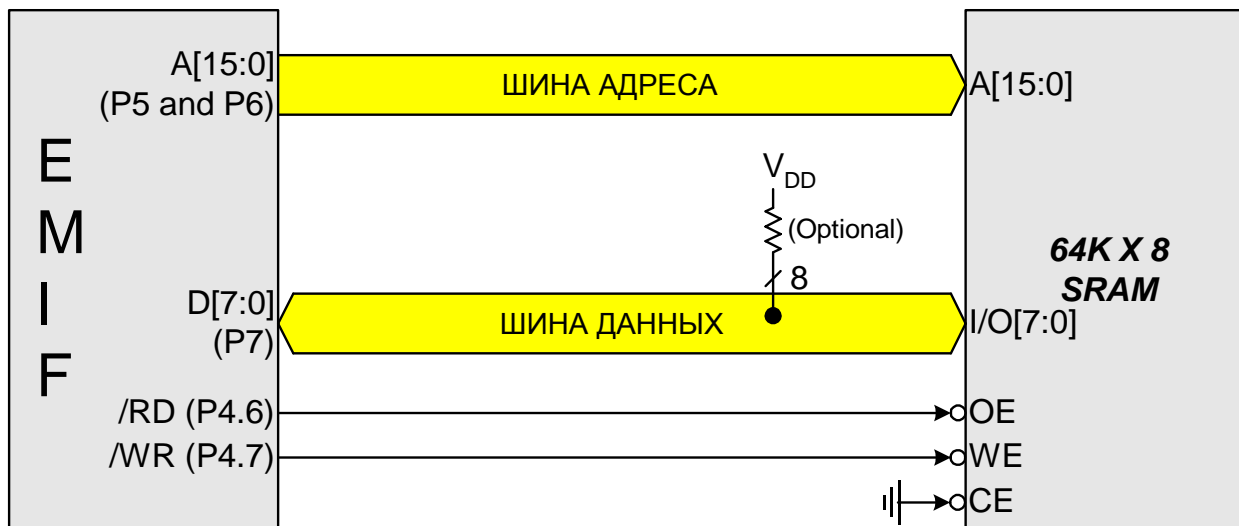 A[15:0]
(P5 and P6)
ШИНА АДРЕСА
A[15:0]
E
M
I
F
VDD
(Optional)
8
64K X 8
SRAM
D[7:0]
(P7)
ШИНА ДАННЫХ
I/O[7:0]
/RD (P4.6)
OE
/WR (P4.7)
WE
CE